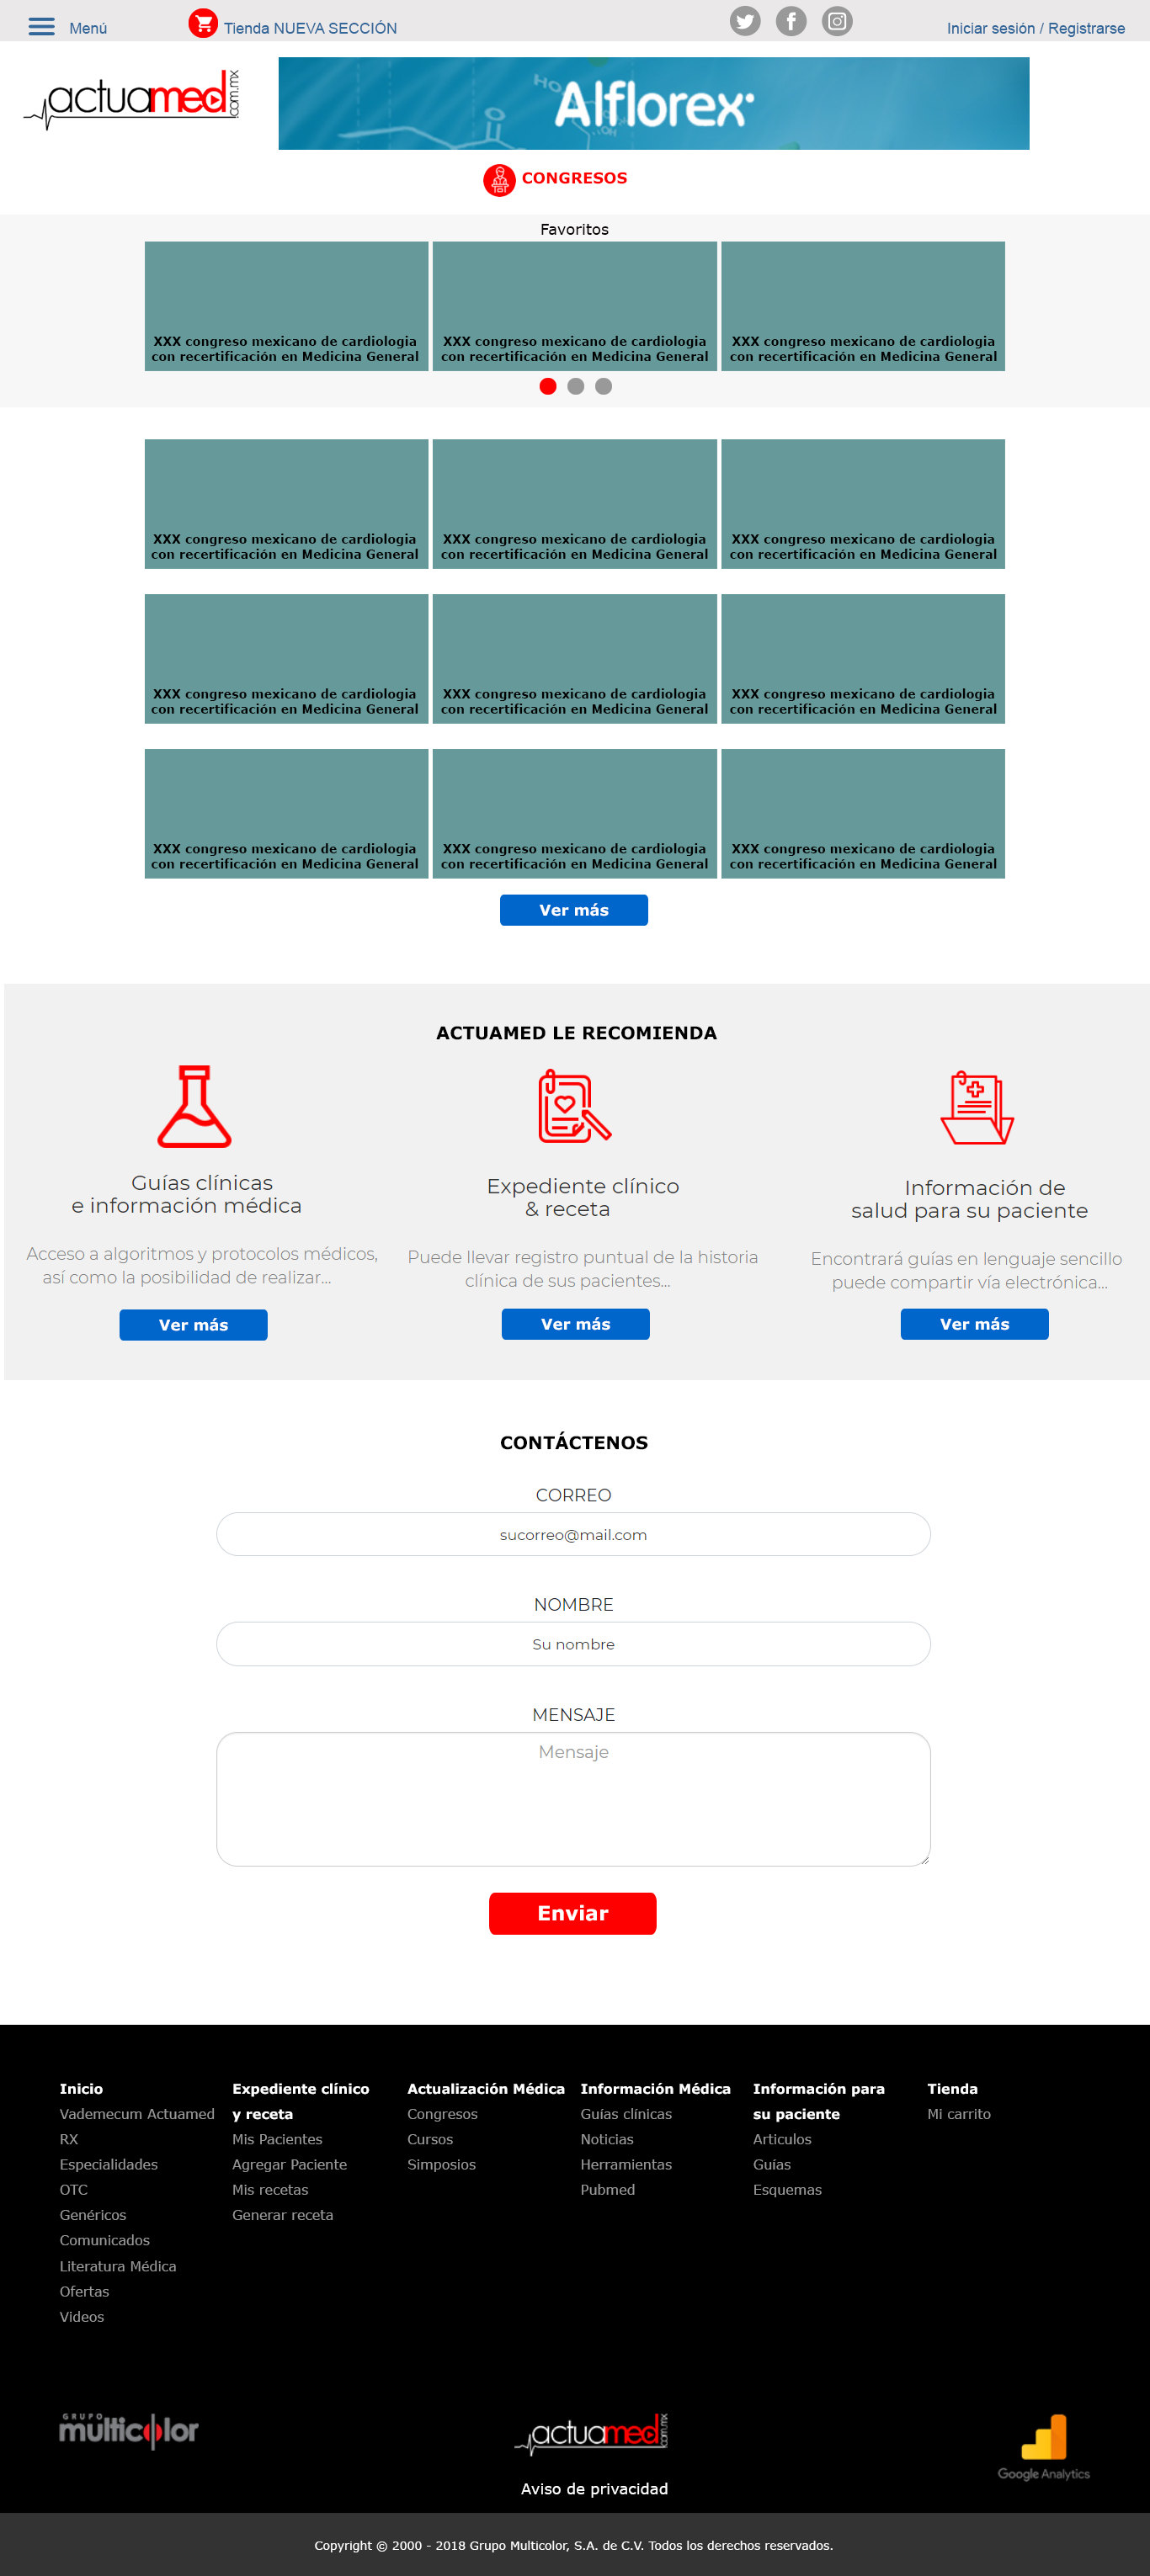 Menú
Tienda NUEVA SECCIÓN
Iniciar sesión / Registrarse
actuamed.com.mx
Alflorex
CONGRESOS
Favoritos
XXX congreso mexicano de cardiologia
con recertificación en Medicina General
XXX congreso mexicano de cardiologia
con recertificación en Medicina General
XXX congreso mexicano de cardiologia
con recertificación en Medicina General
XXX congreso mexicano de cardiologia
con recertificación en Medicina General
XXX congreso mexicano de cardiologia
con recertificación en Medicina General
XXX congreso mexicano de cardiologia
con recertificación en Medicina General
XXX congreso mexicano de cardiologia
con recertificación en Medicina General
XXX congreso mexicano de cardiologia
con recertificación en Medicina General
XXX congreso mexicano de cardiologia
con recertificación en Medicina General
XXX congreso mexicano de cardiologia
con recertificación en Medicina General
XXX congreso mexicano de cardiologia
con recertificación en Medicina General
XXX congreso mexicano de cardiologia
con recertificación en Medicina General
Ver más
ACTUAMED LE RECOMIENDA
Guías clínicas
e información médica
Acceso a algoritmos y protocolos médicos,
así como la posibilidad de realizar...
Ver más
Expediente clínico
& receta
Puede llevar registro puntual de la historia
clínica de sus pacientes...
Ver más
Información de
salud para su paciente
Encontrará guías en lenguaje sencillo
puede compartir vía electrónica...
Ver más
CONTÁCTENOS
CORREO
sucorreo@mail.com
NOMBRE
Su nombre
MENSAJE
Mensaje
Enviar
Inicio
Vademecum Actuamed
RX
Especialidades
OTC
Genéricos
Comunicados
Literatura Médica
Ofertas
Videos
Expediente clínico
y receta
Mis Pacientes
Agregar Paciente
Mis recetas
Generar receta
Actualización Médica
Congresos
Cursos
Simposios
Información Médica
Guías clínicas
Noticias
Herramientas
Pubmed
Información para
su paciente
Articulos
Guías
Esquemas
Tienda
Mi carrito
GRUPO
multicolor
actuamed.com.mx
Google Analytics
Aviso de privacidad
Copyright © 2000 - 2018 Grupo Multicolor, S.A. de C.V. Todos los derechos reservados.